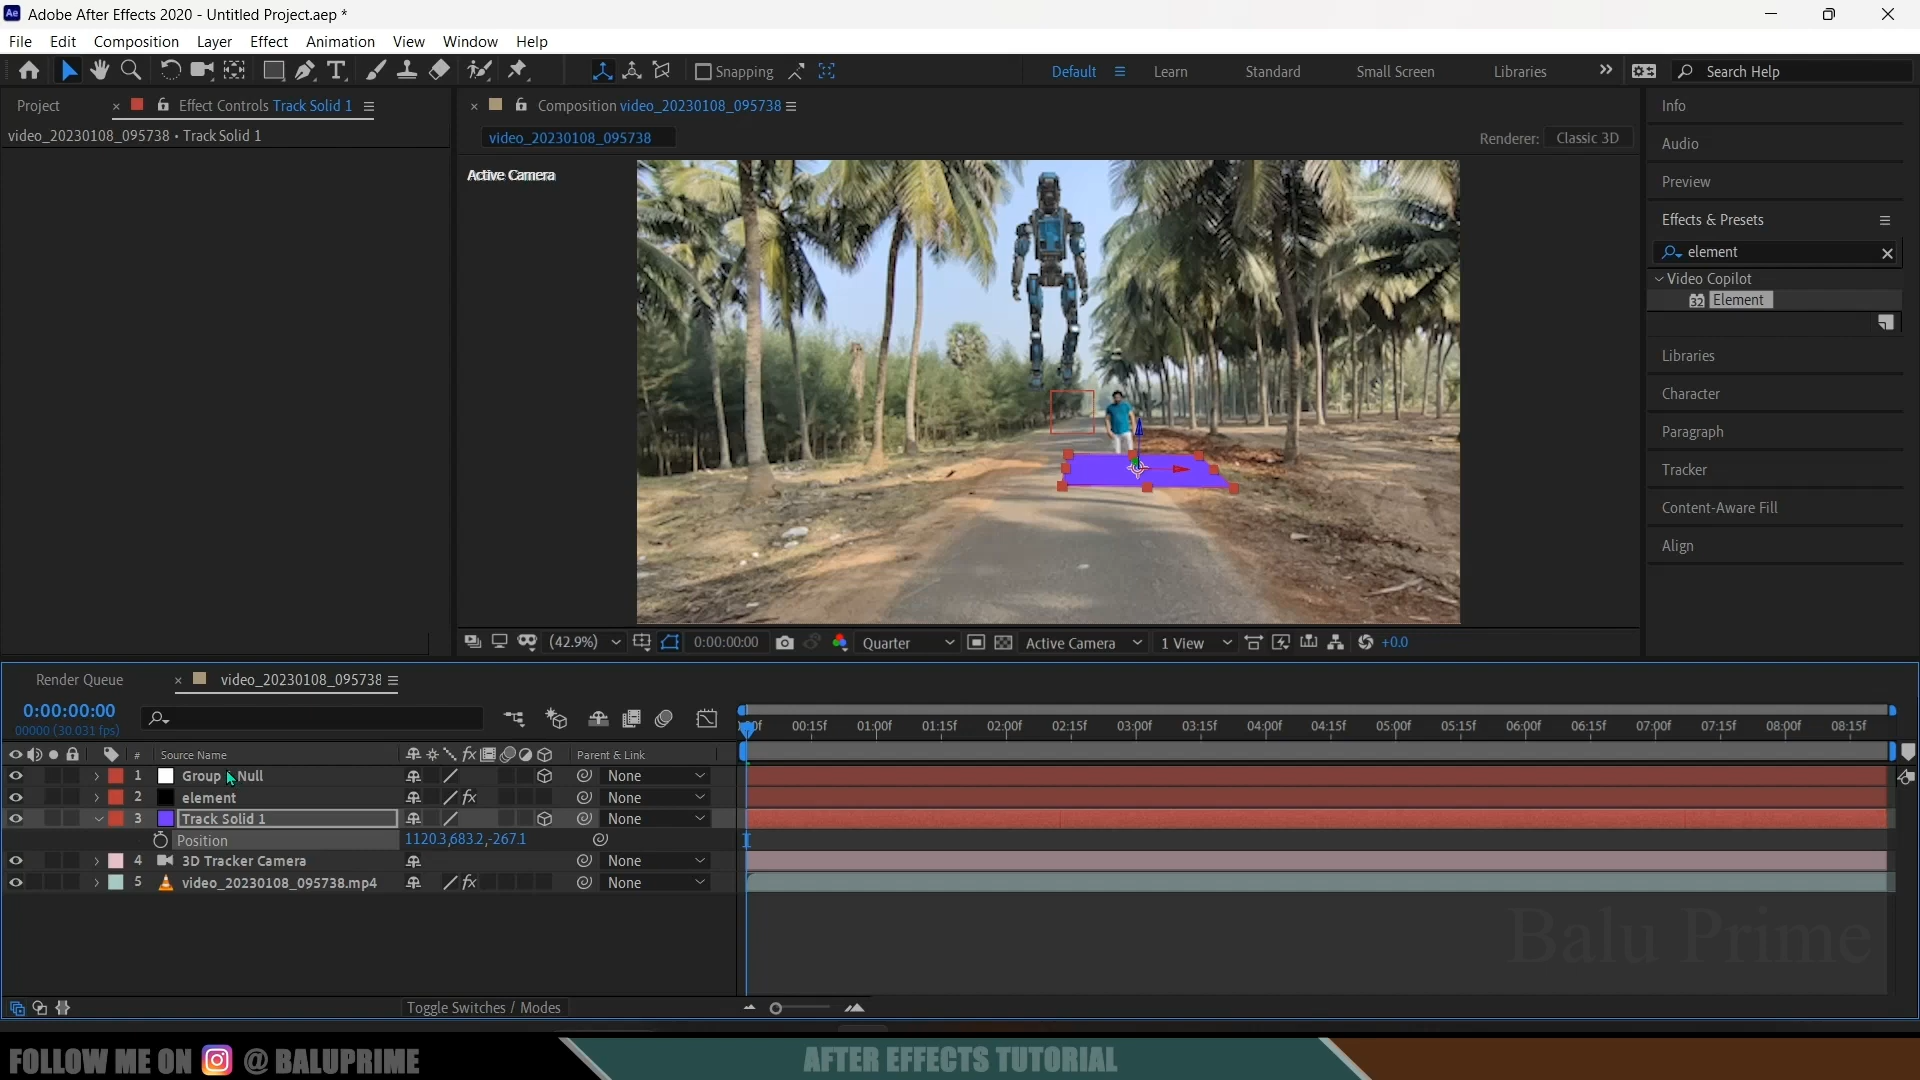 Ae Adobe After Effects 2020 - Untitled Project.aep *
File Edit Composition Layer Effect Animation View Window Help
Snapping
Default Learn Standard Small Screen Libraries Search Help
Project Effect Controls Track Solid 1
video_20230108_095738 • Track Solid 1
Composition video_20230108_095738
video_20230108_095738
Renderer: Classic 3D
Active Camera
Info
Audio
Preview
Effects & Presets
element
Video Copilot
32 Element
Libraries
Character
Paragraph
Tracker
Content-Aware Fill
Align
(42.9%) 0:00:00:00 Quarter Active Camera 1 View +0.0
Render Queue video_20230108_095738
0:00:00:00
00000 (30.031 fps)
00:15f 01:00f 01:15f 02:00f 02:15f 03:00f 03:15f 04:00f 04:15f 05:00f 05:15f 06:00f 06:15f 07:00f 07:15f 08:00f 08:15f
# Source Name fx Parent & Link
1 Group Null None
2 element fx None
3 Track Solid 1 None
Position 1120.3,683.2,-267.1
4 3D Tracker Camera None
5 video_20230108_095738.mp4 fx None
Balu Prime
Toggle Switches / Modes
FOLLOW ME ON @ BALUPRIME
AFTER EFFECTS TUTORIAL